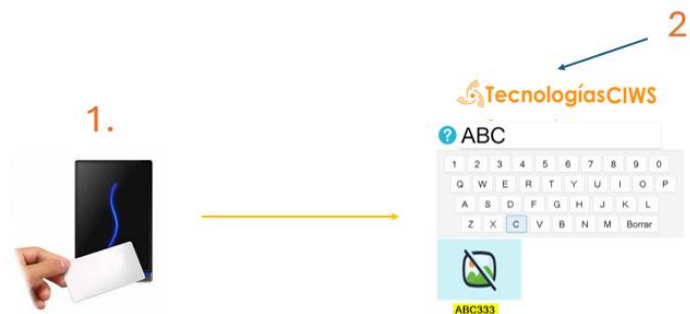 2
TecnologíasCIWS
1.
? ABC
1 2 3 4 5 6 7 8 9 0
Q W E R T Y U I O P
A S D F G H J K L
Z X C V B N M Borrar
ABC333